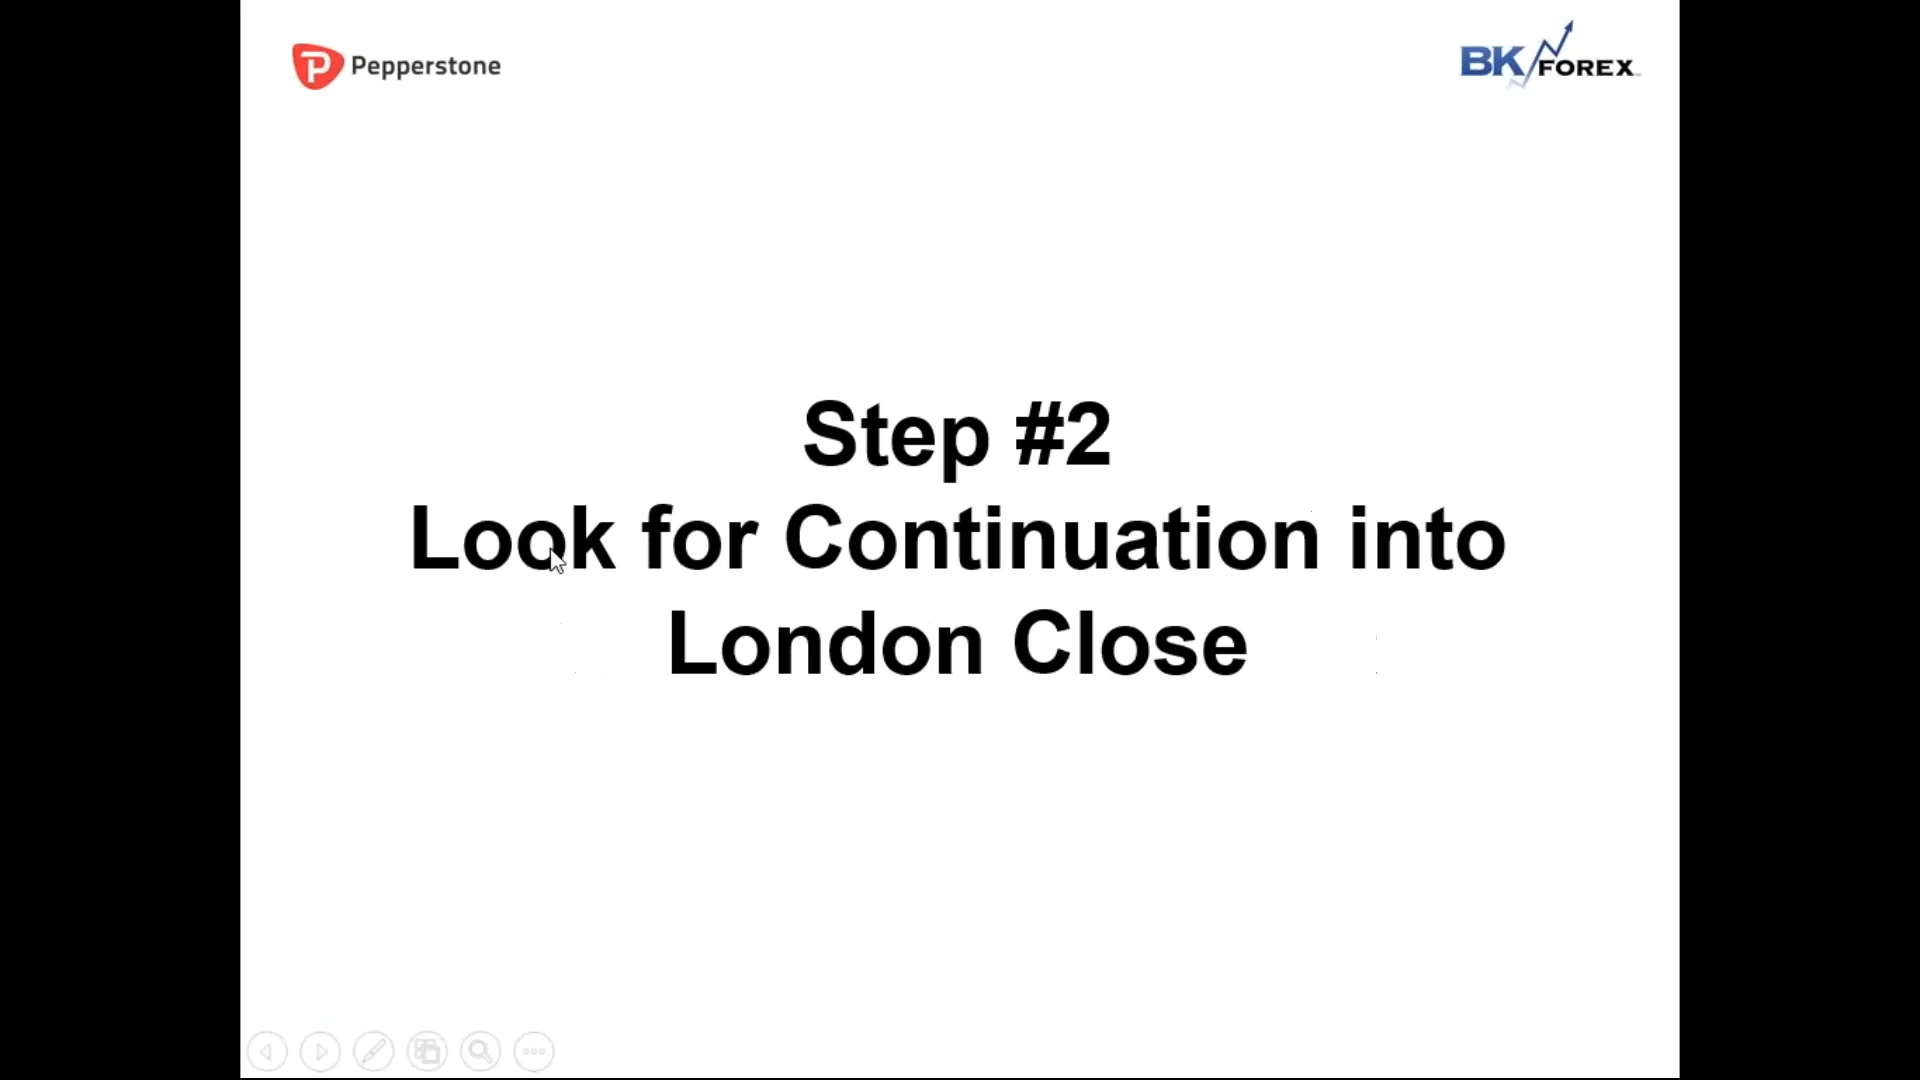 Pepperstone
BK FOREX
Step #2
Look for Continuation into
London Close